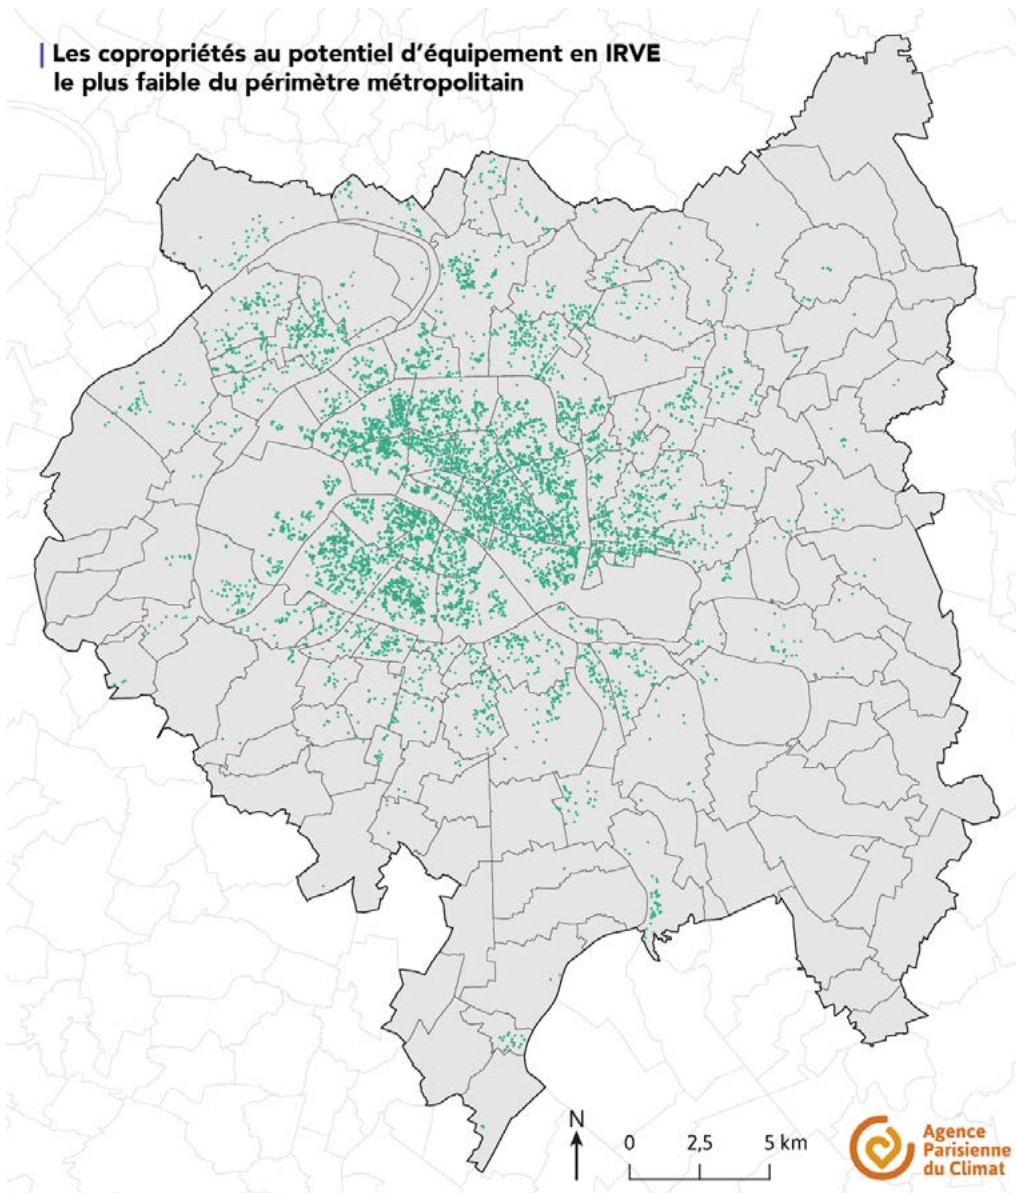 Les copropriétés au potentiel d'équipement en IRVE
le plus faible du périmètre métropolitain
N
0 2,5 5 km
Agence
Parisienne
du Climat